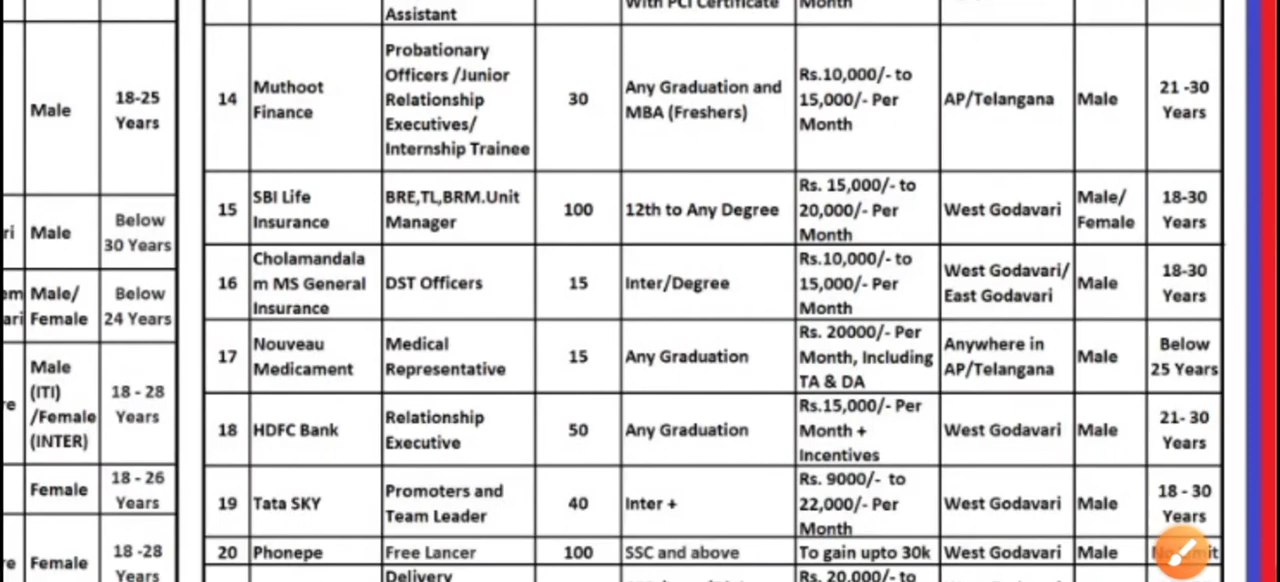 Male
18-25
Years
ri
Male
Below
30 Years
em
ari
Male/
Female
Below
24 Years
re
Male
(ITI)
/Female
(INTER)
18 - 28
Years
Female
18 - 26
Years
re
Female
18 -28
Years
Assistant
With PCI Certificate
Month
14
Muthoot
Finance
Probationary
Officers /Junior
Relationship
Executives/
Internship Trainee
30
Any Graduation and
MBA (Freshers)
Rs.10,000/- to
15,000/- Per
Month
AP/Telangana
Male
21 -30
Years
15
SBI Life
Insurance
BRE,TL,BRM.Unit
Manager
100
12th to Any Degree
Rs. 15,000/- to
20,000/- Per
Month
West Godavari
Male/
Female
18-30
Years
16
Cholamandala
m MS General
Insurance
DST Officers
15
Inter/Degree
Rs.10,000/- to
15,000/- Per
Month
West Godavari/
East Godavari
Male
18-30
Years
17
Nouveau
Medicament
Medical
Representative
15
Any Graduation
Rs. 20000/- Per
Month, Including
TA & DA
Anywhere in
AP/Telangana
Male
Below
25 Years
18
HDFC Bank
Relationship
Executive
50
Any Graduation
Rs.15,000/- Per
Month +
Incentives
West Godavari
Male
21- 30
Years
19
Tata SKY
Promoters and
Team Leader
40
Inter +
Rs. 9000/- to
22,000/- Per
Month
West Godavari
Male
18 - 30
Years
20
Phonepe
Free Lancer
100
SSC and above
To gain upto 30k
West Godavari
Male
Delivery
Rs. 20,000/- to